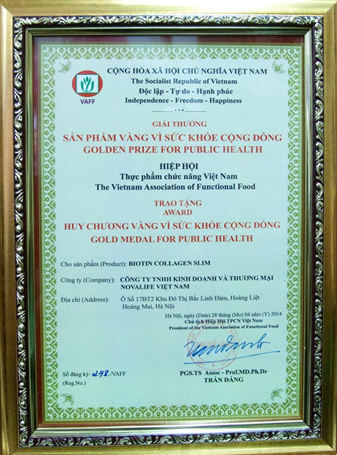 CỘNG HÒA XÃ HỘI CHỦ NGHĨA VIỆT NAM
The Socialist Republic of Vietnam
Độc lập - Tự do - Hạnh phúc
Independence - Freedom - Happiness
VAFF
GIẢI THƯỞNG
SẢN PHẨM VÀNG VÌ SỨC KHỎE CỘNG ĐỒNG
GOLDEN PRIZE FOR PUBLIC HEALTH
HIỆP HỘI
Thực phẩm chức năng Việt Nam
The Vietnam Association of Functional Food
TRAO TẶNG
AWARD
HUY CHƯƠNG VÀNG VÌ SỨC KHỎE CỘNG ĐỒNG
GOLD MEDAL FOR PUBLIC HEALTH
Cho sản phẩm (Product): BIOTIN COLLAGEN SLIM
Công ty (Company): CÔNG TY TNHH KINH DOANH VÀ THƯƠNG MẠI
NOVALIFE VIỆT NAM
Địa chỉ (Address): Ô Số 17BT2 Khu Đô Thị Bắc Linh Đàm, Hoàng Liệt
Hoàng Mai, Hà Nội
Hà Nội, ngày (Date) 28 tháng (Mo) 04 năm (Y) 2014
Chủ tịch Hiệp Hội TPCN Việt Nam
President of the Vietnam Association of Functional Food
Số đăng ký: /VAFF
(Reg.No.)
PGS.TS Assoc - Prof.MD.Ph.Dr
TRẦN ĐÁNG